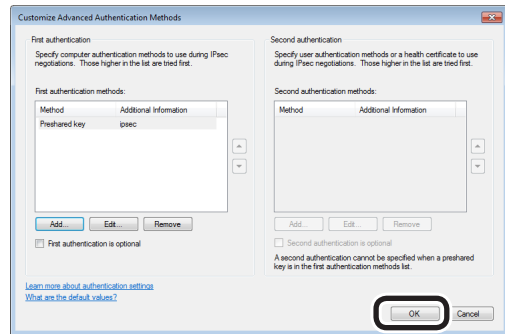 Customize Advanced Authentication Methods
First authentication
Specify computer authentication methods to use during IPsec
negotiations. Those higher in the list are tried first.
First authentication methods:
Method Additional Information
Preshared key ipsec
Add... Edit... Remove
First authentication is optional
Second authentication
Specify user authentication methods or a health certificate to use
during IPsec negotiations. Those higher in the list are tried first.
Second authentication methods:
Method Additional Information
Add... Edit... Remove
Second authentication is optional
A second authentication cannot be specified when a preshared
key is in the first authentication methods list.
Learn more about authentication settings
What are the default values?
OK Cancel